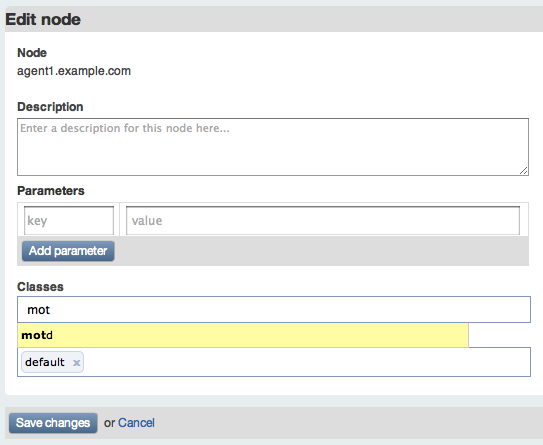 Edit node
Node
agent1.example.com
Description
Enter a description for this node here...
Parameters
key value
Add parameter
Classes
mot
motd
default ×
Save changes or Cancel